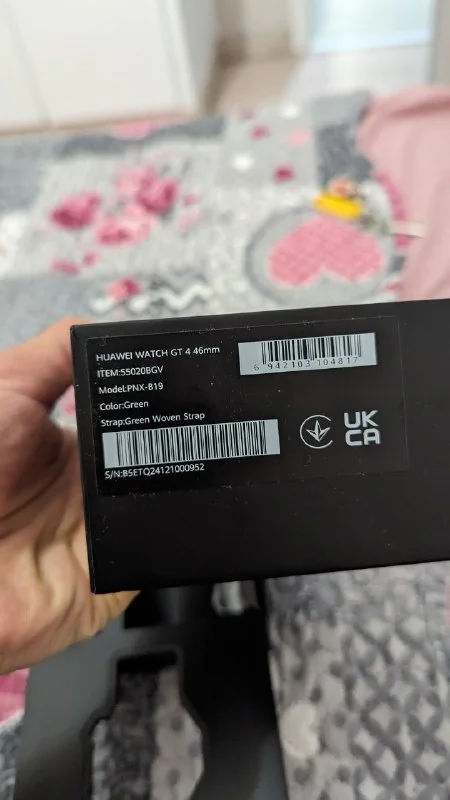 HUAWEI WATCH GT 4 46mm
ITEM:55020BGV
Model:PNX-B19
Color:Green
Strap:Green Woven Strap
S/N:B5ETQ24121000952
6 942103 104817
UK
CA